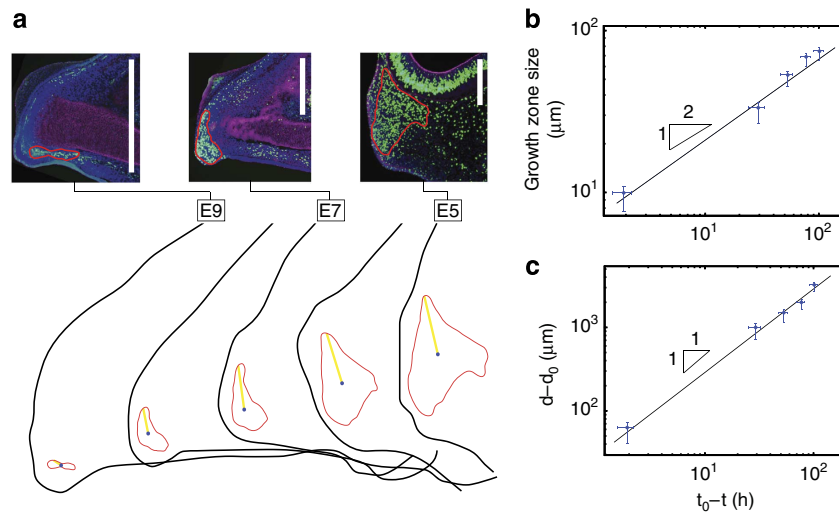 a
E9
E7
E5
b
Growth zone size
(μm)
10²
10¹
2
1
10¹
10²
c
d–d₀ (μm)
10³
10²
1
1
10¹
10²
t₀–t (h)